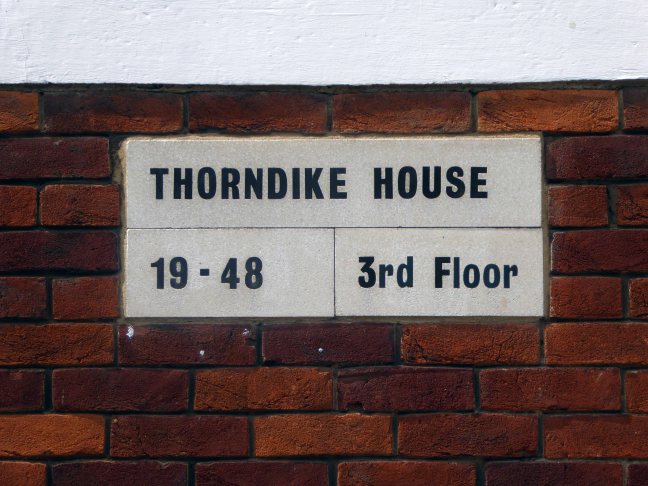 THORNDIKE HOUSE
19 - 48 3rd Floor